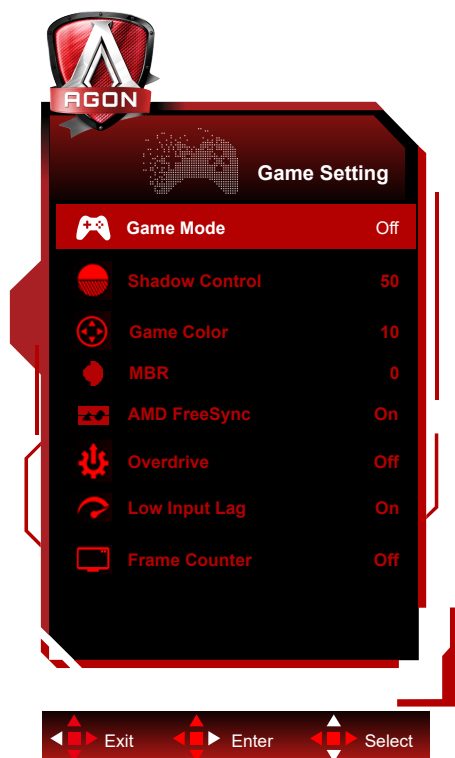 AGON
Game Setting
Game Mode Off
Shadow Control 50
Game Color 10
MBR 0
AMD FreeSync On
Overdrive Off
Low Input Lag On
Frame Counter Off
Exit Enter Select